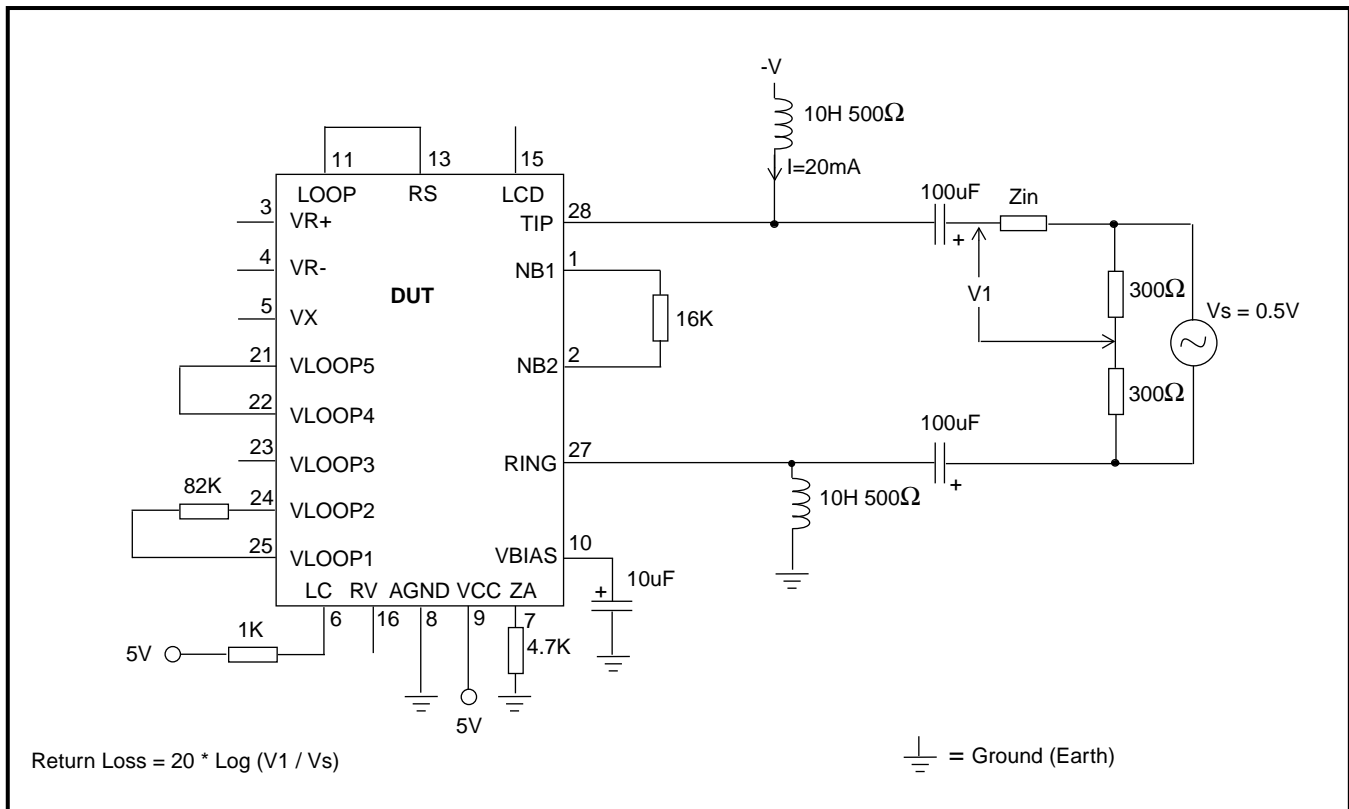 -V
10H 500Ω
I=20mA
11 13 15
LOOP RS LCD
3 VR+
4 VR-
5 VX
21 VLOOP5
22 VLOOP4
23 VLOOP3
82K
24 VLOOP2
25 VLOOP1
DUT
TIP 28
NB1 1
16K
NB2 2
RING 27
VBIAS 10
10uF
+
LC RV AGND VCC ZA
6 16 8 9 7
1K
5V
4.7K
5V
100uF
+
Zin
V1
300Ω
Vs = 0.5V
300Ω
100uF
+
10H 500Ω
Return Loss = 20 * Log (V1 / Vs)
= Ground (Earth)